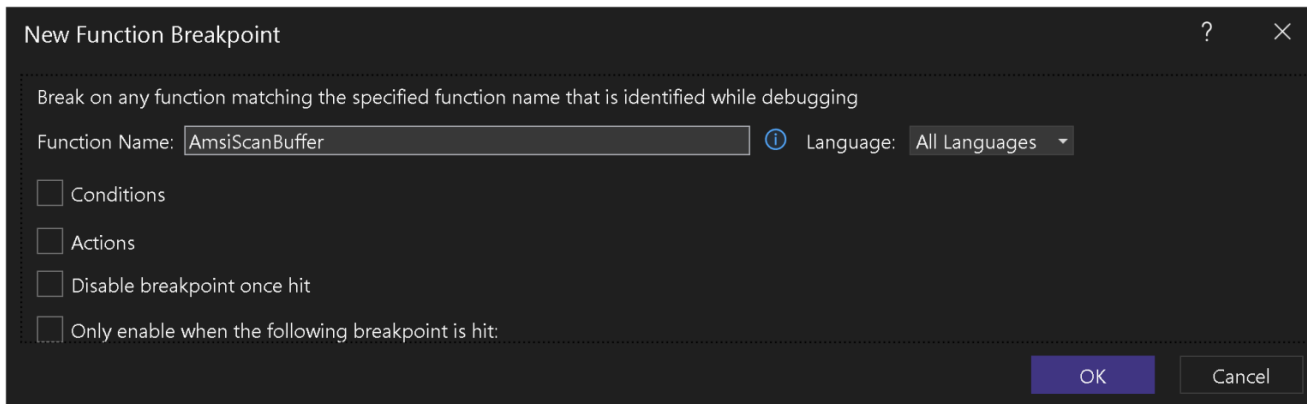 New Function Breakpoint
Break on any function matching the specified function name that is identified while debugging
Function Name: AmsiScanBuffer Language: All Languages
Conditions
Actions
Disable breakpoint once hit
Only enable when the following breakpoint is hit:
OK Cancel